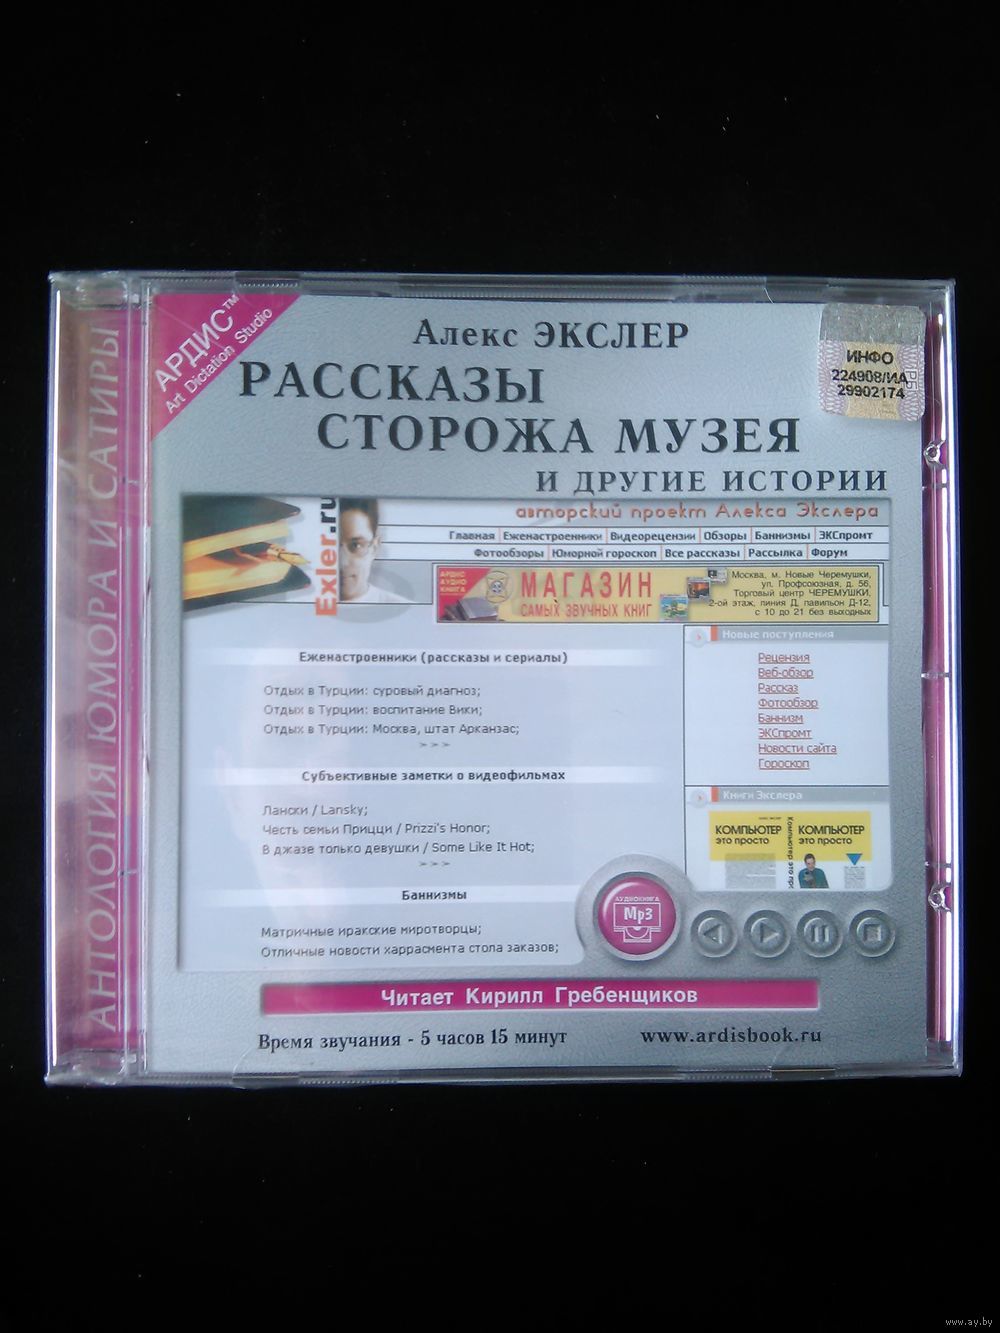 АРДИС™
Art Dictation Studio
АНТОЛОГИЯ ЮМОРА И САТИРЫ
Алекс ЭКСЛЕР
РАССКАЗЫ
СТОРОЖА МУЗЕЯ
И ДРУГИЕ ИСТОРИИ
ИНФО
224908/ИА
29902174
Exler.ru
авторский проект Алекса Экслера
Главная Еженастроенники Видеорецензии Обзоры Баннизмы ЭКСпромт
Фотообзоры Юморной гороскоп Все рассказы Рассылка Форум
АРДИС
АУДИО
КНИГА
МАГАЗИН
САМЫХ ЗВУЧНЫХ КНИГ
Москва, м. Новые Черемушки,
ул. Профсоюзная, д. 56,
Торговый центр ЧЕРЕМУШКИ,
2-ой этаж, линия Д, павильон Д-12,
с 10 до 21 без выходных
Еженастроенники (рассказы и сериалы)
Отдых в Турции: суровый диагноз;
Отдых в Турции: воспитание Вики;
Отдых в Турции: Москва, штат Арканзас;
> > >
Субъективные заметки о видеофильмах
Лански / Lansky;
Честь семьи Прицци / Prizzi's Honor;
В джазе только девушки / Some Like It Hot;
> > >
Баннизмы
Матричные иракские миротворцы;
Отличные новости харрасмента стола заказов;
Новые поступления
Рецензия
Веб-обзор
Рассказ
Фотообзор
Баннизм
ЭКСпромт
Новости сайта
Гороскоп
Книги Экслера
КОМПЬЮТЕР
это просто
КОМПЬЮТЕР
это просто
АУДИОКНИГА
Mp3
Читает Кирилл Гребенщиков
Время звучания - 5 часов 15 минут
www.ardisbook.ru
www.ay.by